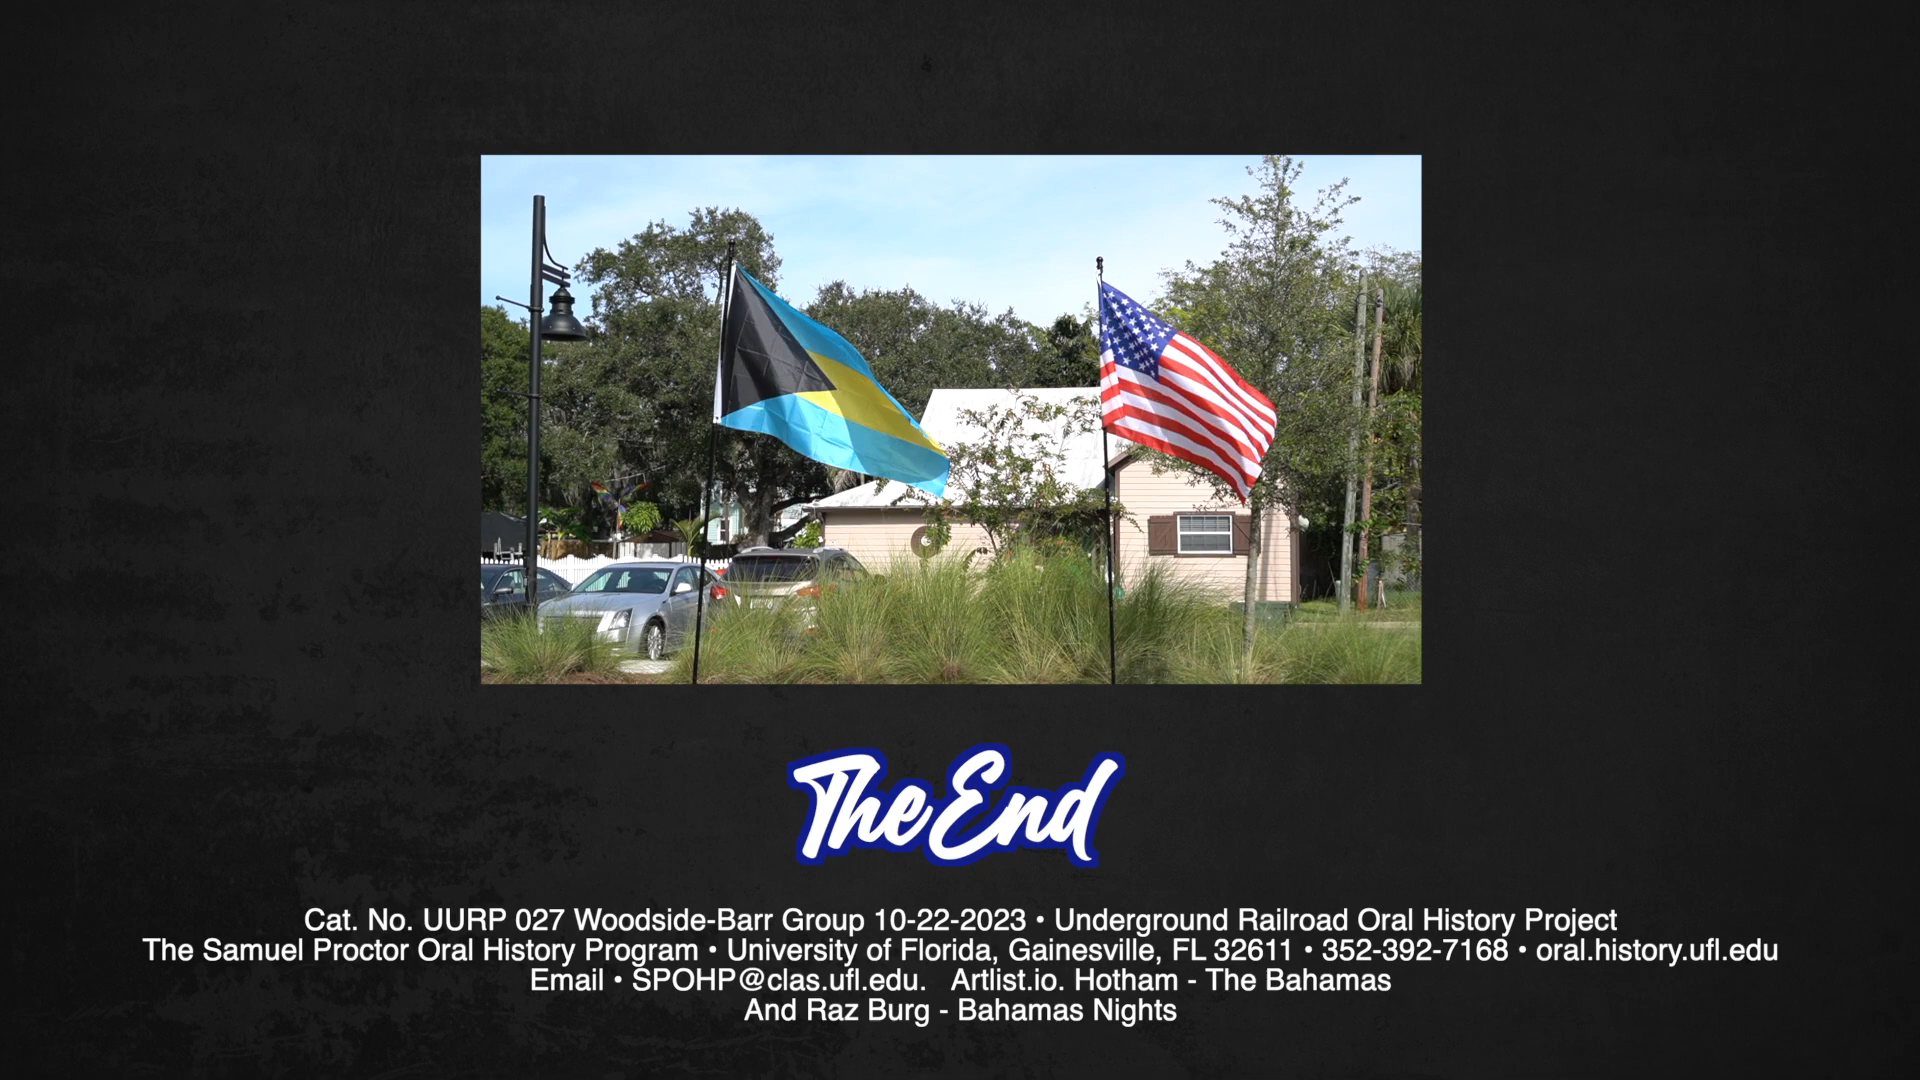 The End
Cat. No. UURP 027 Woodside-Barr Group 10-22-2023 • Underground Railroad Oral History Project
The Samuel Proctor Oral History Program • University of Florida, Gainesville, FL 32611 • 352-392-7168 • oral.history.ufl.edu
Email • SPOHP@clas.ufl.edu. Artlist.io. Hotham - The Bahamas
And Raz Burg - Bahamas Nights